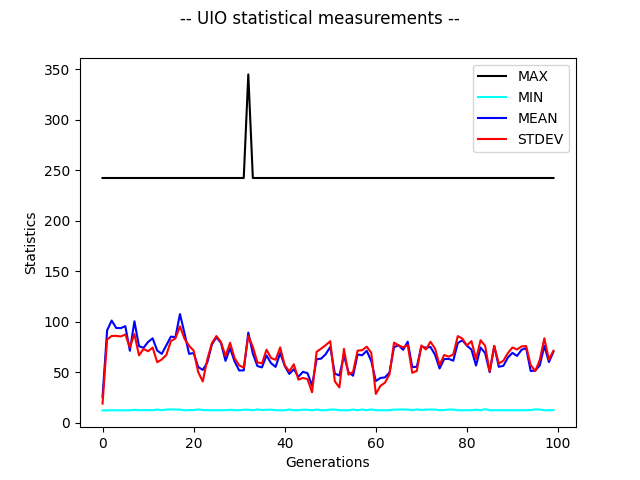 -- UIO statistical measurements --
350
300
250
200
150
100
50
0
Statistics
MAX
MIN
MEAN
STDEV
0 20 40 60 80 100
Generations